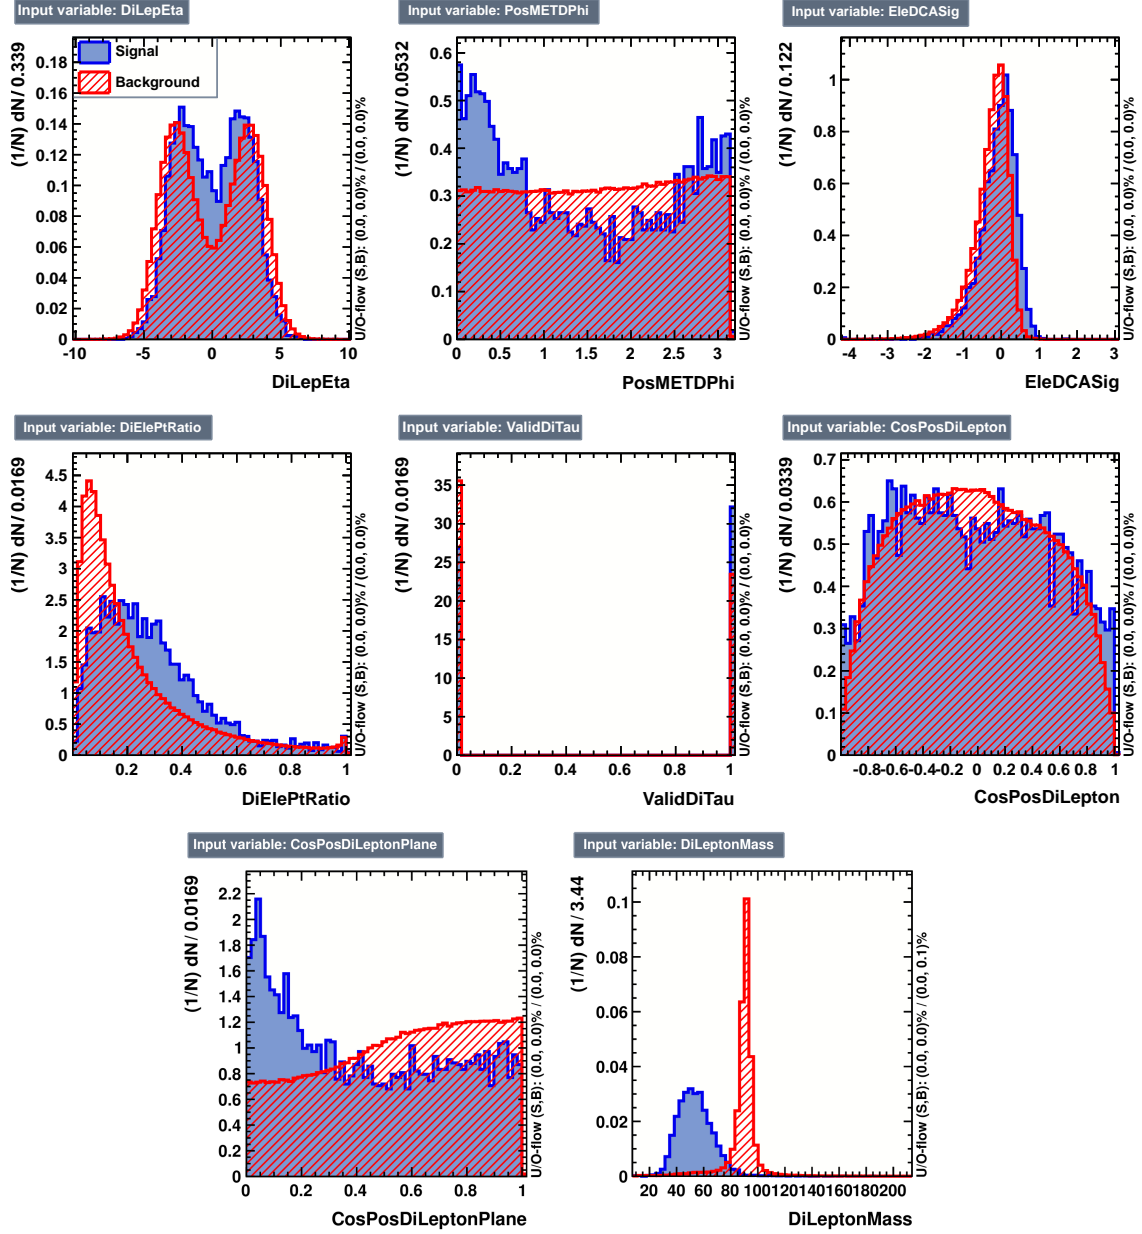 Input variable: DiLepEta
(1/N) dN / 0.339
Signal
Background
0.18
0.16
0.14
0.12
0.1
0.08
0.06
0.04
0.02
0
-10 -5 0 5 10
DiLepEta
U/O-flow (S,B): (0.0, 0.0)% / (0.0, 0.0)%
Input variable: PosMETDPhi
(1/N) dN / 0.0532
0.6
0.5
0.4
0.3
0.2
0.1
0
0 0.5 1 1.5 2 2.5 3
PosMETDPhi
U/O-flow (S,B): (0.0, 0.0)% / (0.0, 0.0)%
Input variable: EleDCASig
(1/N) dN / 0.122
1
0.8
0.6
0.4
0.2
0
-4 -3 -2 -1 0 1 2 3
EleDCASig
U/O-flow (S,B): (0.0, 0.0)% / (0.0, 0.0)%
Input variable: DiElePtRatio
(1/N) dN / 0.0169
4.5
4
3.5
3
2.5
2
1.5
1
0.5
0
0.2 0.4 0.6 0.8 1
DiElePtRatio
U/O-flow (S,B): (0.0, 0.0)% / (0.0, 0.0)%
Input variable: ValidDiTau
(1/N) dN / 0.0169
35
30
25
20
15
10
5
0
0 0.2 0.4 0.6 0.8 1
ValidDiTau
U/O-flow (S,B): (0.0, 0.0)% / (0.0, 0.0)%
Input variable: CosPosDiLepton
(1/N) dN / 0.0339
0.7
0.6
0.5
0.4
0.3
0.2
0.1
0
-0.8 -0.6 -0.4 -0.2 0 0.2 0.4 0.6 0.8 1
CosPosDiLepton
U/O-flow (S,B): (0.0, 0.0)% / (0.0, 0.0)%
Input variable: CosPosDiLeptonPlane
(1/N) dN / 0.0169
2.2
2
1.8
1.6
1.4
1.2
1
0.8
0.6
0.4
0.2
0
0 0.2 0.4 0.6 0.8 1
CosPosDiLeptonPlane
U/O-flow (S,B): (0.0, 0.0)% / (0.0, 0.0)%
Input variable: DiLeptonMass
(1/N) dN / 3.44
0.1
0.08
0.06
0.04
0.02
0
20 40 60 80 100 120 140 160 180 200
DiLeptonMass
U/O-flow (S,B): (0.0, 0.0)% / (0.0, 0.1)%